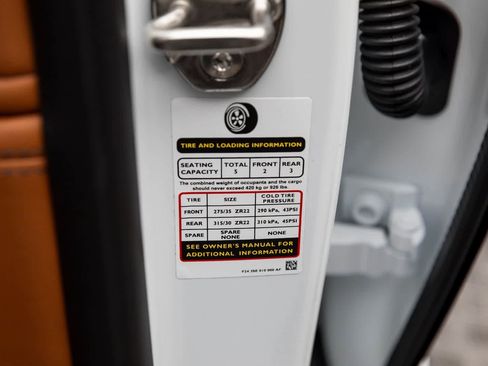 TIRE AND LOADING INFORMATION
SEATING CAPACITY TOTAL 5 FRONT 2 REAR 3
The combined weight of occupants and the cargo
should never exceed 420 kg or 926 lbs.
TIRE SIZE COLD TIRE PRESSURE
FRONT 275/35 ZR22 290 kPa, 43PSI
REAR 315/30 ZR22 310 kPa, 45PSI
SPARE SPARE NONE NONE
SEE OWNER'S MANUAL FOR
ADDITIONAL INFORMATION